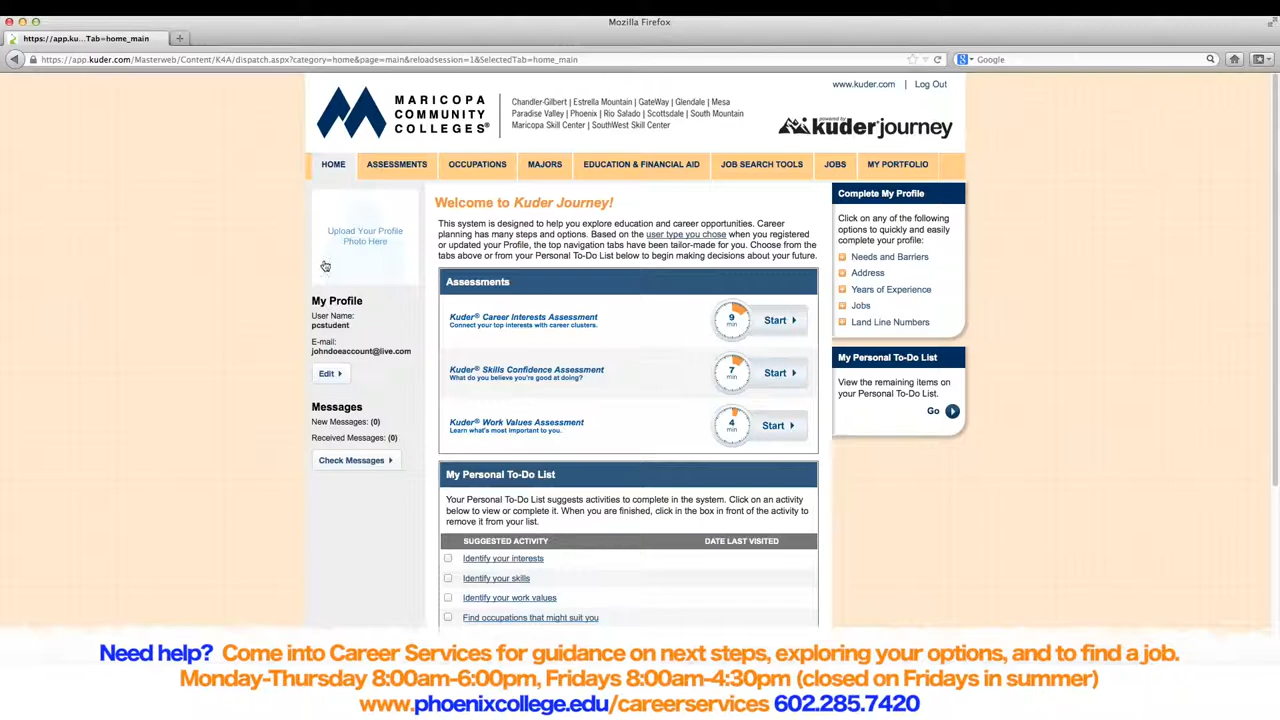 Mozilla Firefox
https://app.ku...Tab=home_main
https://app.kuder.com/Masterweb/Content/K4A/dispatch.aspx?category=home&page=main&reloadsession=1&SelectedTab=home_main
Google
www.kuder.com | Log Out
MARICOPA
COMMUNITY
COLLEGES®
Chandler-Gilbert | Estrella Mountain | GateWay | Glendale | Mesa
Paradise Valley | Phoenix | Rio Salado | Scottsdale | South Mountain
Maricopa Skill Center | SouthWest Skill Center
powered by
kuder® journey
HOME
ASSESSMENTS
OCCUPATIONS
MAJORS
EDUCATION & FINANCIAL AID
JOB SEARCH TOOLS
JOBS
MY PORTFOLIO
Upload Your Profile
Photo Here
My Profile
User Name:
pcstudent
E-mail:
johndoeaccount@live.com
Edit
Messages
New Messages: (0)
Received Messages: (0)
Check Messages
Welcome to Kuder Journey!
This system is designed to help you explore education and career opportunities. Career
planning has many steps and options. Based on the user type you chose when you registered
or updated your Profile, the top navigation tabs have been tailor-made for you. Choose from the
tabs above or from your Personal To-Do List below to begin making decisions about your future.
Assessments
Kuder® Career Interests Assessment
Connect your top interests with career clusters.
9
min
Start
Kuder® Skills Confidence Assessment
What do you believe you're good at doing?
7
min
Start
Kuder® Work Values Assessment
Learn what's most important to you.
4
min
Start
My Personal To-Do List
Your Personal To-Do List suggests activities to complete in the system. Click on an activity
below to view or complete it. When you are finished, click in the box in front of the activity to
remove it from your list.
SUGGESTED ACTIVITY DATE LAST VISITED
Identify your interests
Identify your skills
Identify your work values
Find occupations that might suit you
Complete My Profile
Click on any of the following
options to quickly and easily
complete your profile:
Needs and Barriers
Address
Years of Experience
Jobs
Land Line Numbers
My Personal To-Do List
View the remaining items on
your Personal To-Do List.
Go
Need help? Come into Career Services for guidance on next steps, exploring your options, and to find a job.
Monday-Thursday 8:00am-6:00pm, Fridays 8:00am-4:30pm (closed on Fridays in summer)
www.phoenixcollege.edu/careerservices 602.285.7420